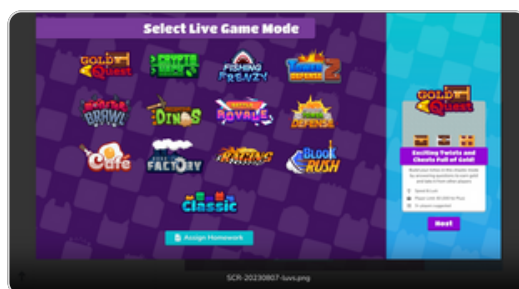 Select Live Game Mode
GOLD Quest
CRYPTO HACK
FISHING FRENZY
TOWER DEFENSE 2
MONSTER BRAWL
DECEPTIVE DINOS
BATTLE ROYALE
TOWER DEFENSE
Café
FACTORY
RACING
BLOOK RUSH
Classic
Assign Homework
GOLD Quest
Exciting Twists and
Chests Full of Gold!
Host
SCR-20230807-luvs.png